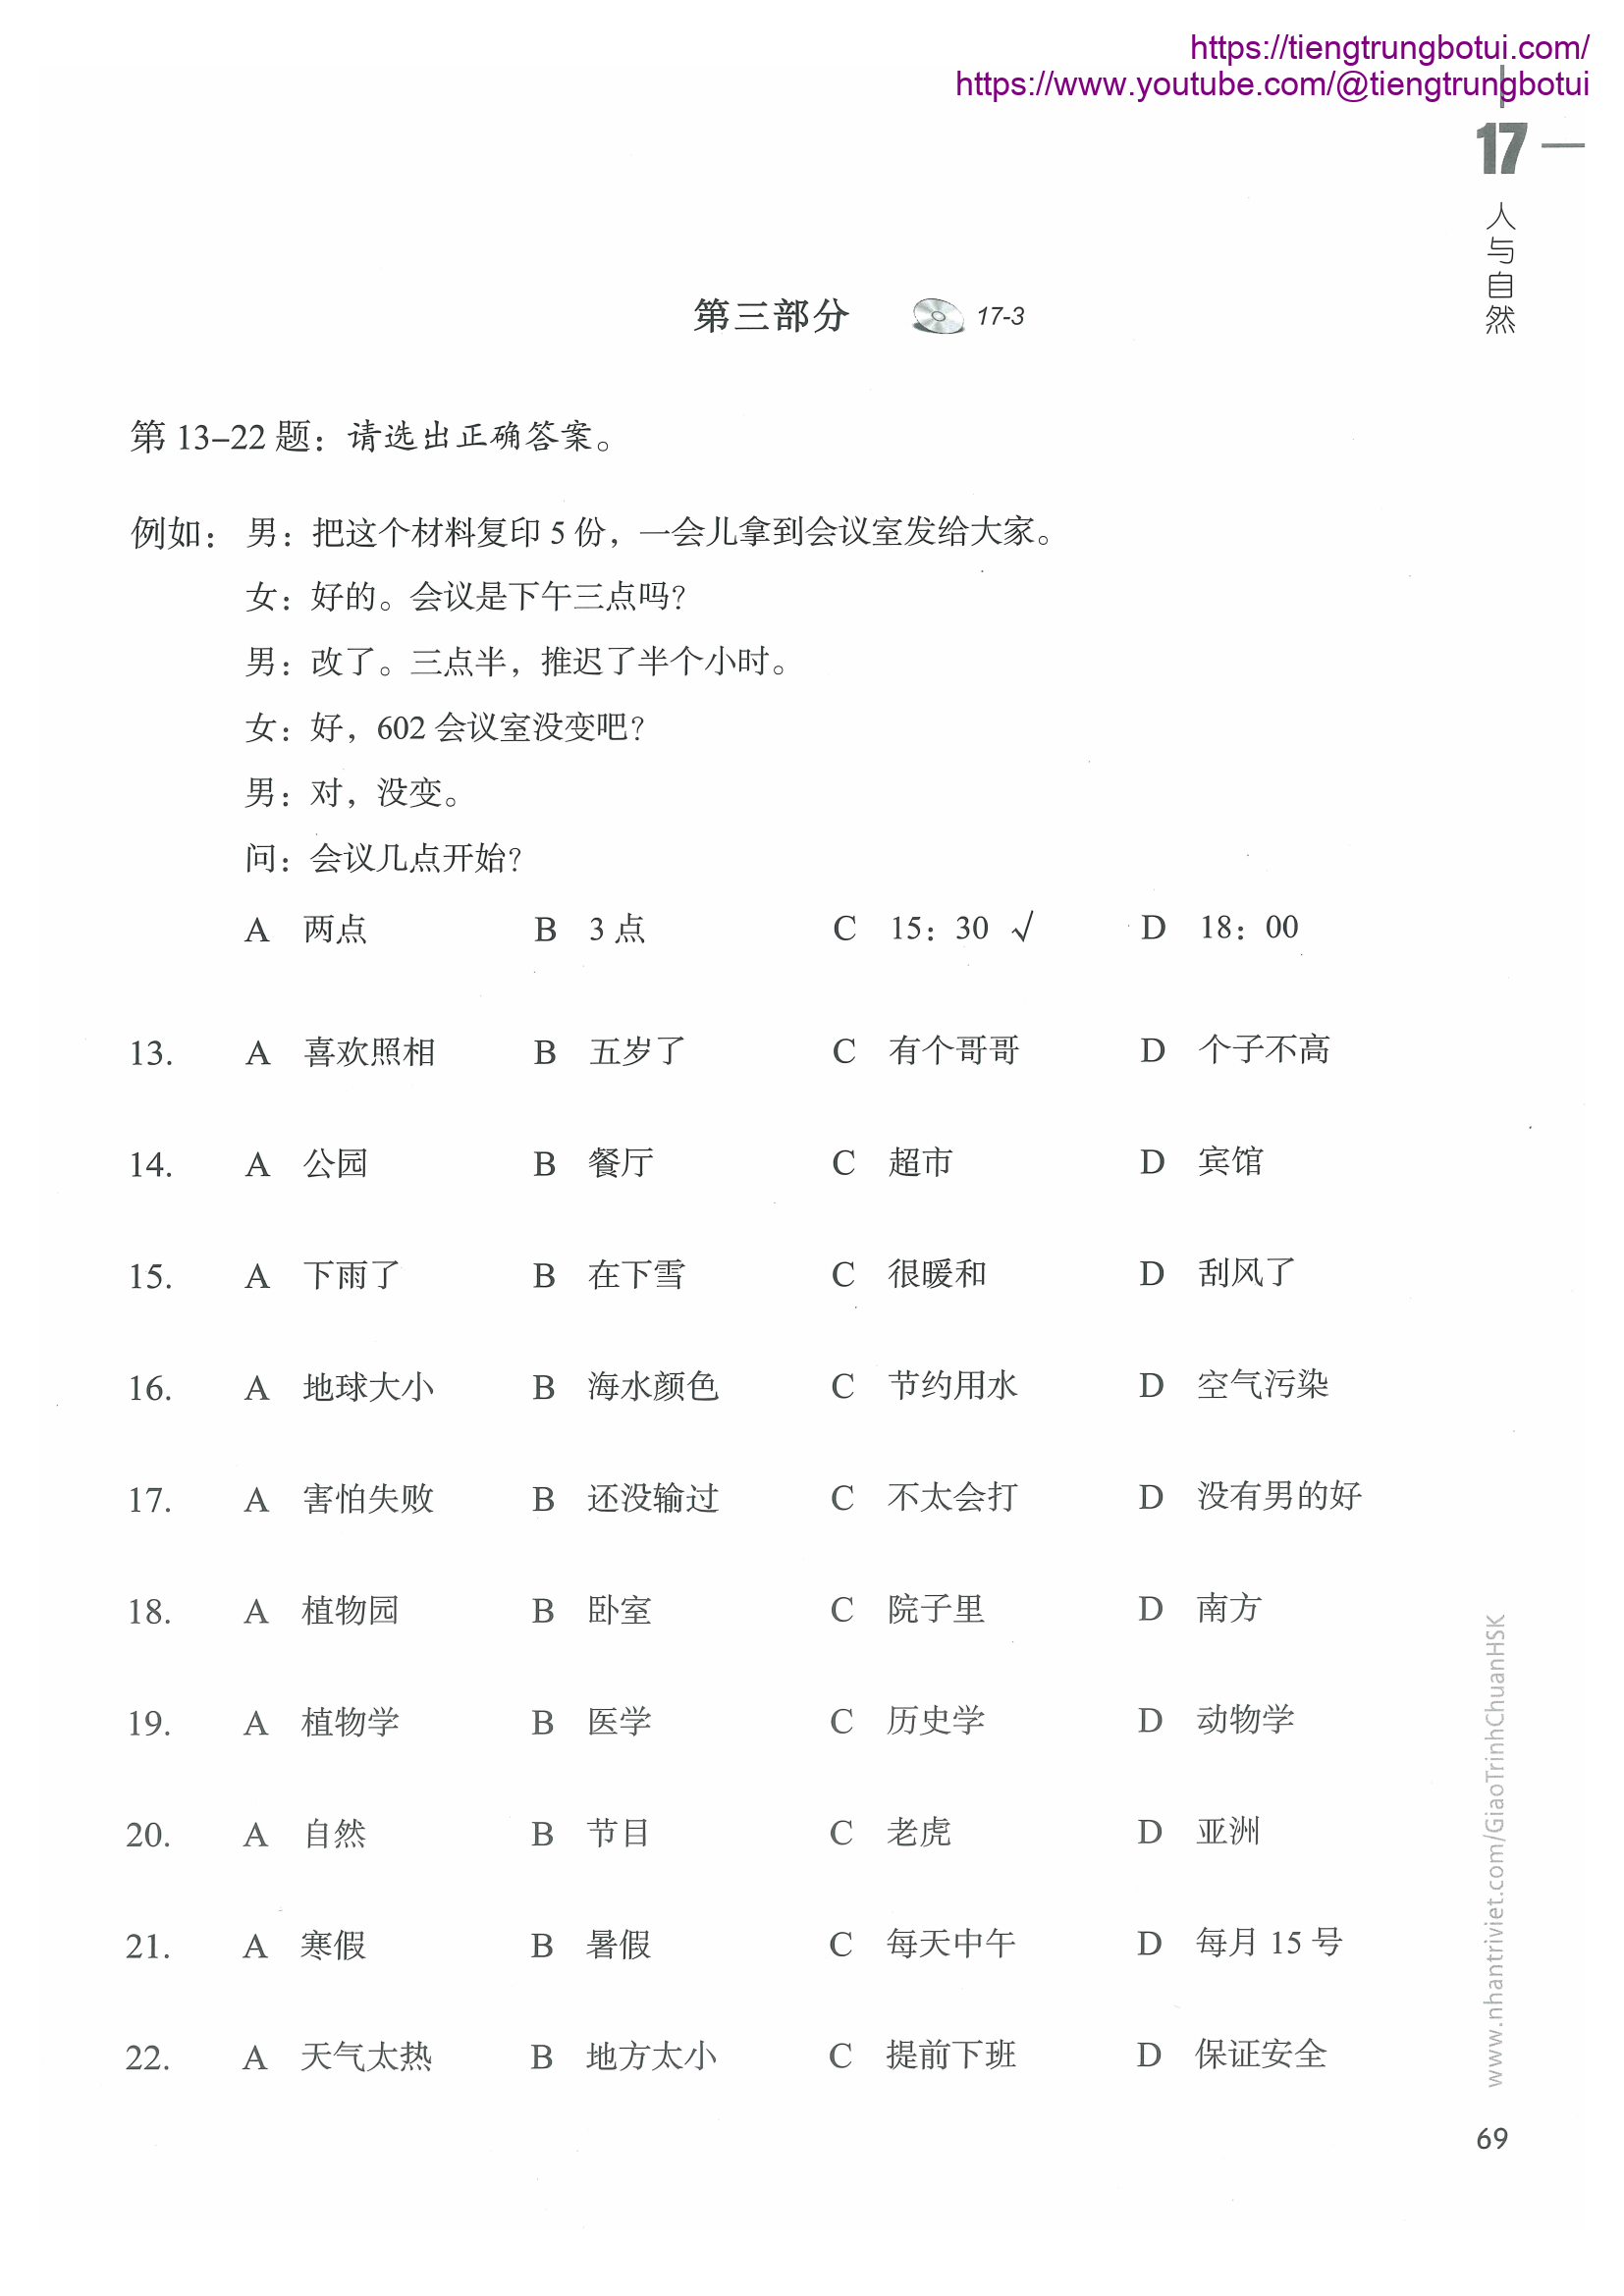 https://tiengtrungbotui.com/
https://www.youtube.com/@tiengtrungbotui
17
人与自然
第三部分 17-3
第 13–22 题：请选出正确答案。
例如： 男：把这个材料复印 5 份，一会儿拿到会议室发给大家。
女：好的。会议是下午三点吗？
男：改了。三点半，推迟了半个小时。
女：好，602 会议室没变吧？
男：对，没变。
问：会议几点开始？
A 两点 B 3 点 C 15：30 √ D 18：00
13. A 喜欢照相 B 五岁了 C 有个哥哥 D 个子不高
14. A 公园 B 餐厅 C 超市 D 宾馆
15. A 下雨了 B 在下雪 C 很暖和 D 刮风了
16. A 地球大小 B 海水颜色 C 节约用水 D 空气污染
17. A 害怕失败 B 还没输过 C 不太会打 D 没有男的好
18. A 植物园 B 卧室 C 院子里 D 南方
19. A 植物学 B 医学 C 历史学 D 动物学
20. A 自然 B 节目 C 老虎 D 亚洲
21. A 寒假 B 暑假 C 每天中午 D 每月 15 号
22. A 天气太热 B 地方太小 C 提前下班 D 保证安全
www.nhantriviet.com/GiaoTrinhChuanHSK
69